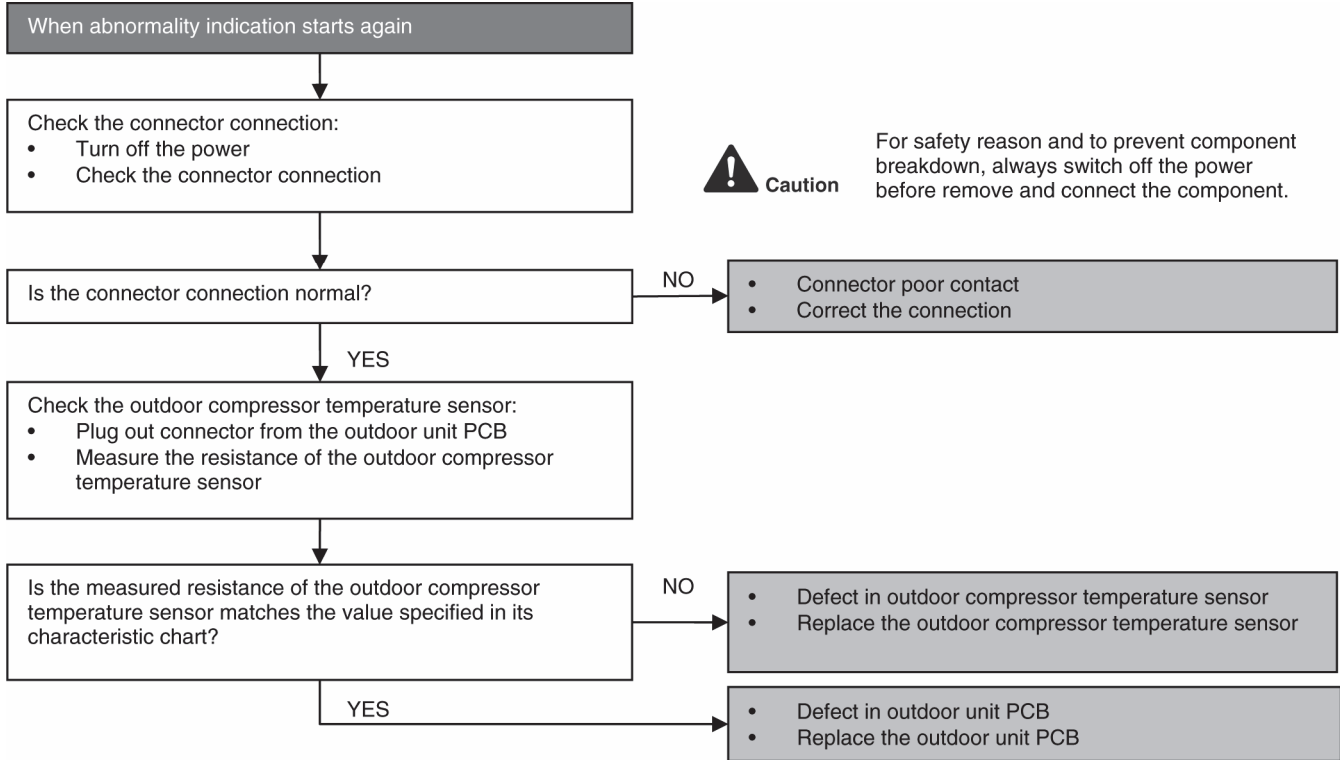 When abnormality indication starts again
Check the connector connection:
• Turn off the power
• Check the connector connection
Caution
For safety reason and to prevent component
breakdown, always switch off the power
before remove and connect the component.
Is the connector connection normal?
NO
• Connector poor contact
• Correct the connection
YES
Check the outdoor compressor temperature sensor:
• Plug out connector from the outdoor unit PCB
• Measure the resistance of the outdoor compressor
temperature sensor
Is the measured resistance of the outdoor compressor
temperature sensor matches the value specified in its
characteristic chart?
NO
• Defect in outdoor compressor temperature sensor
• Replace the outdoor compressor temperature sensor
YES
• Defect in outdoor unit PCB
• Replace the outdoor unit PCB